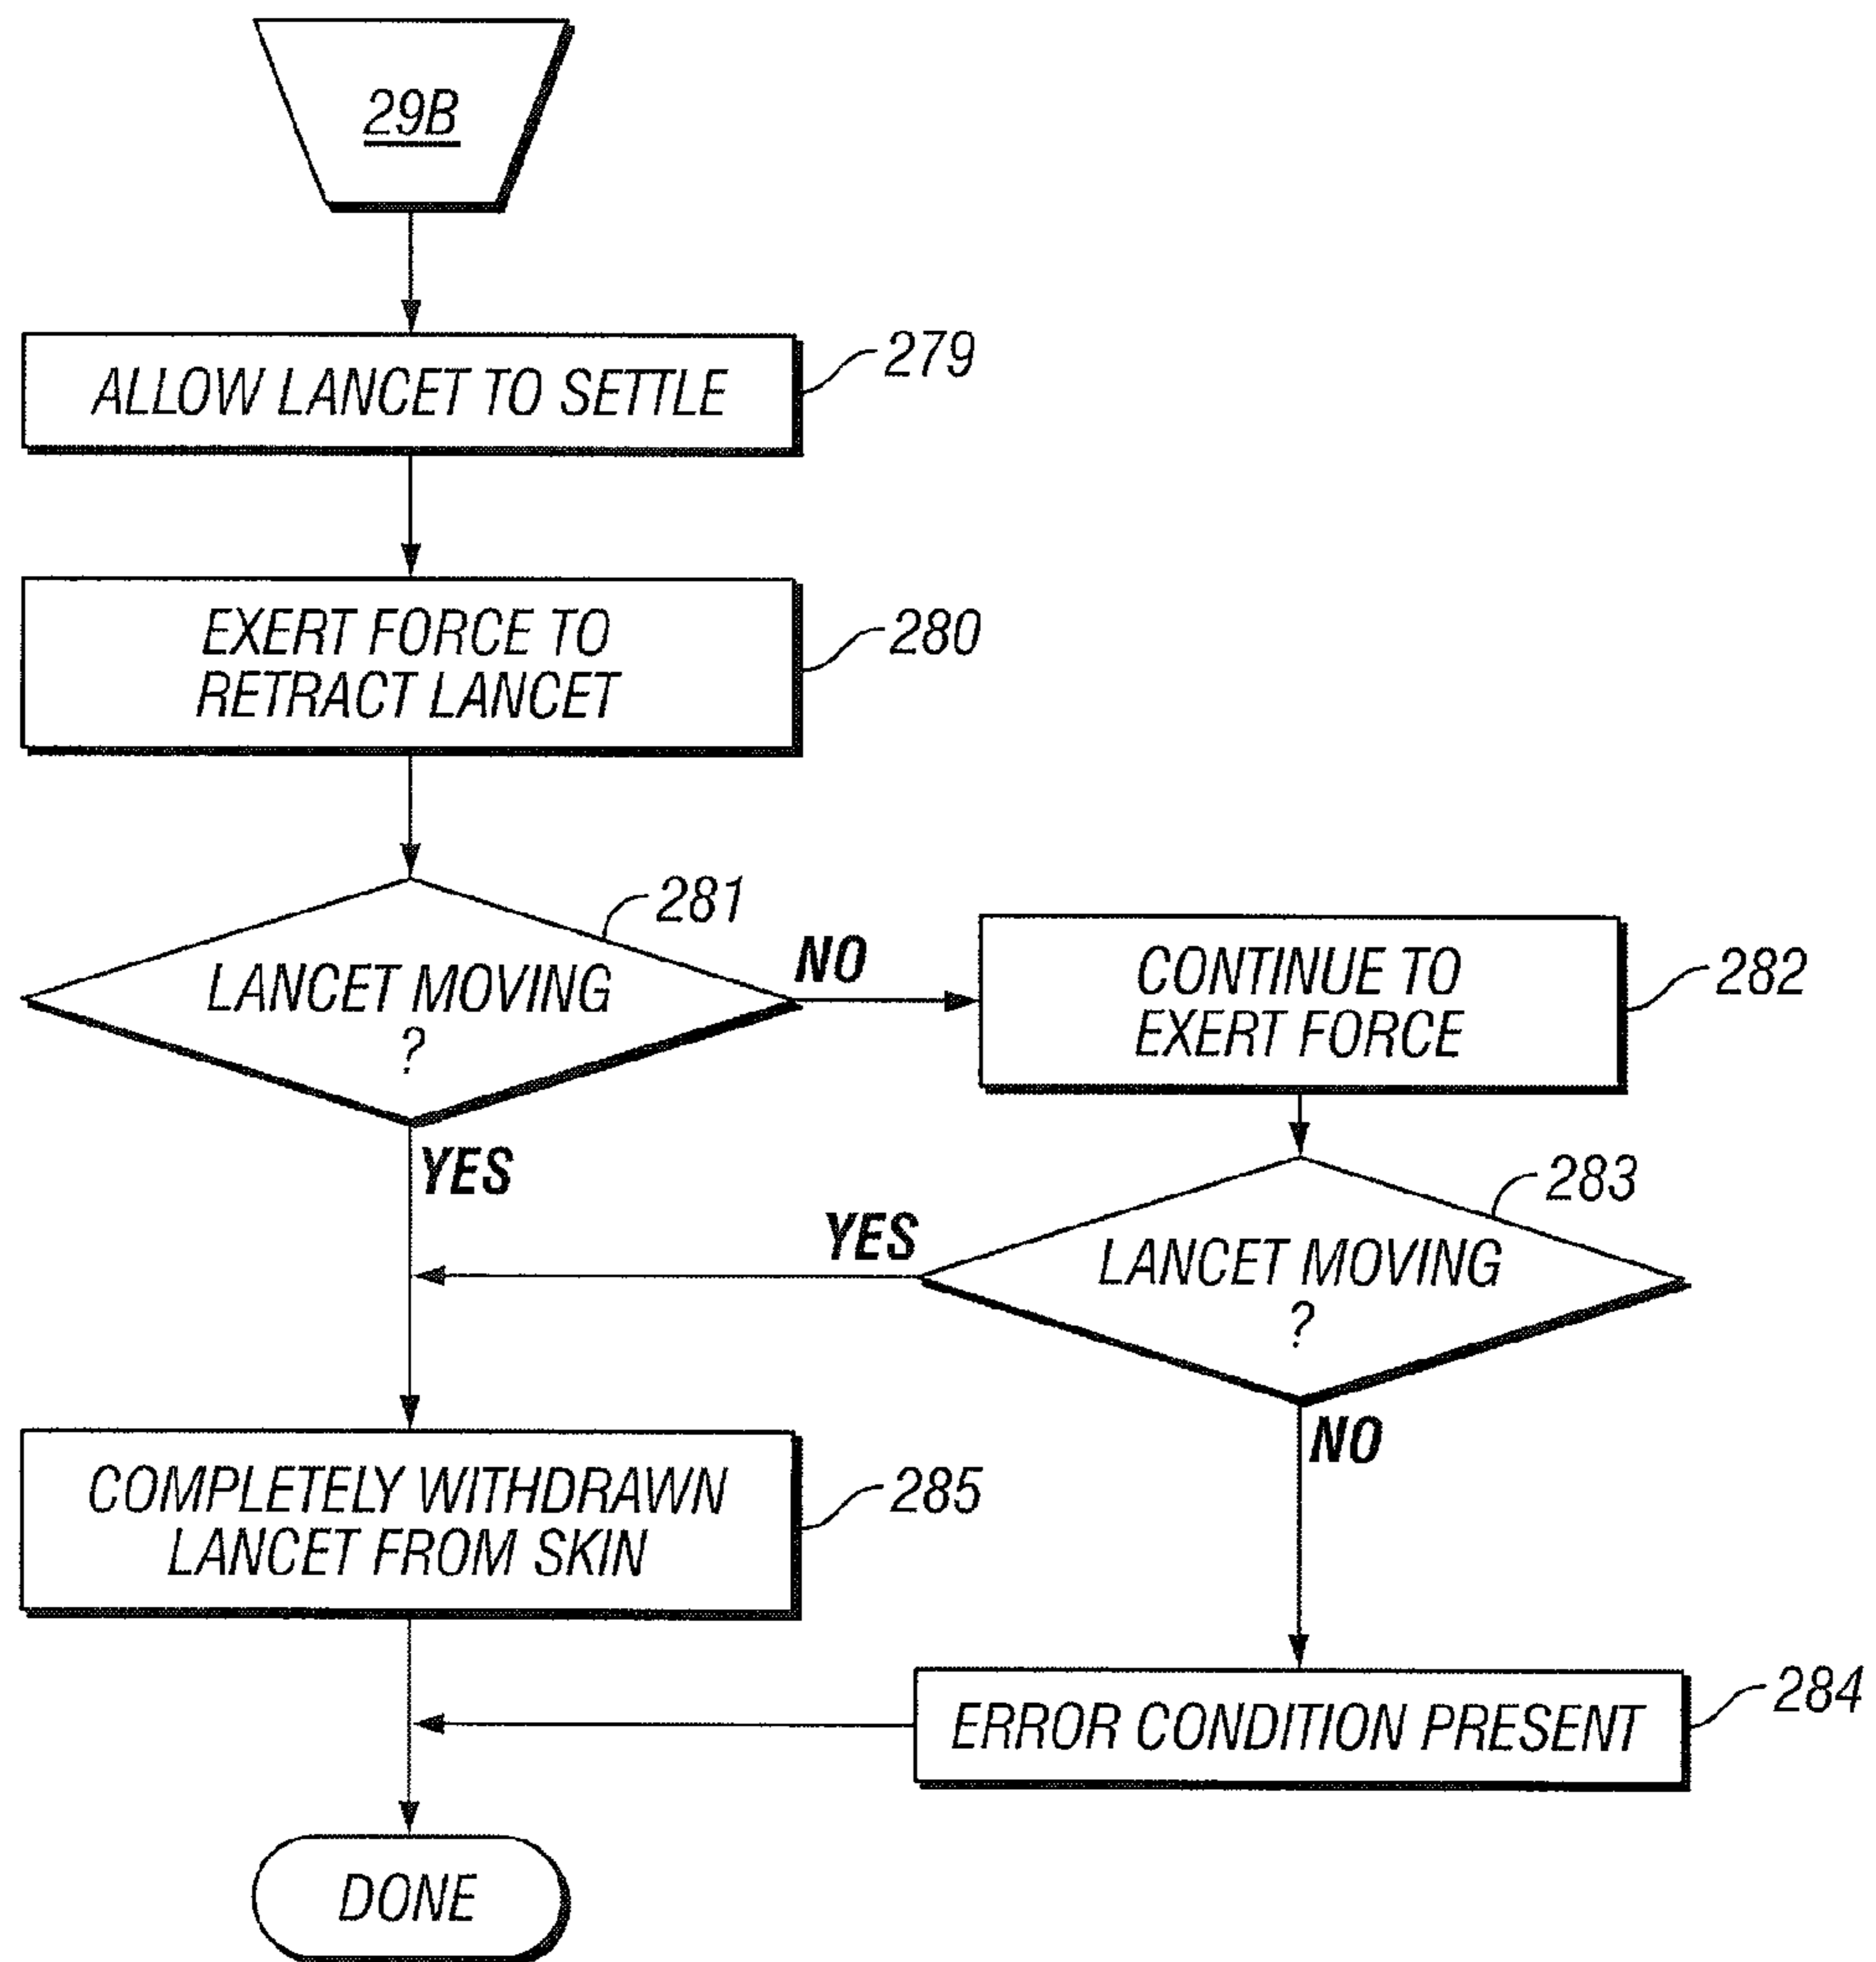 29B
ALLOW LANCET TO SETTLE
279
EXERT FORCE TO
RETRACT LANCET
280
281
LANCET MOVING
?
NO
YES
CONTINUE TO
EXERT FORCE
282
283
LANCET MOVING
?
YES
NO
COMPLETELY WITHDRAWN
LANCET FROM SKIN
285
ERROR CONDITION PRESENT
284
DONE